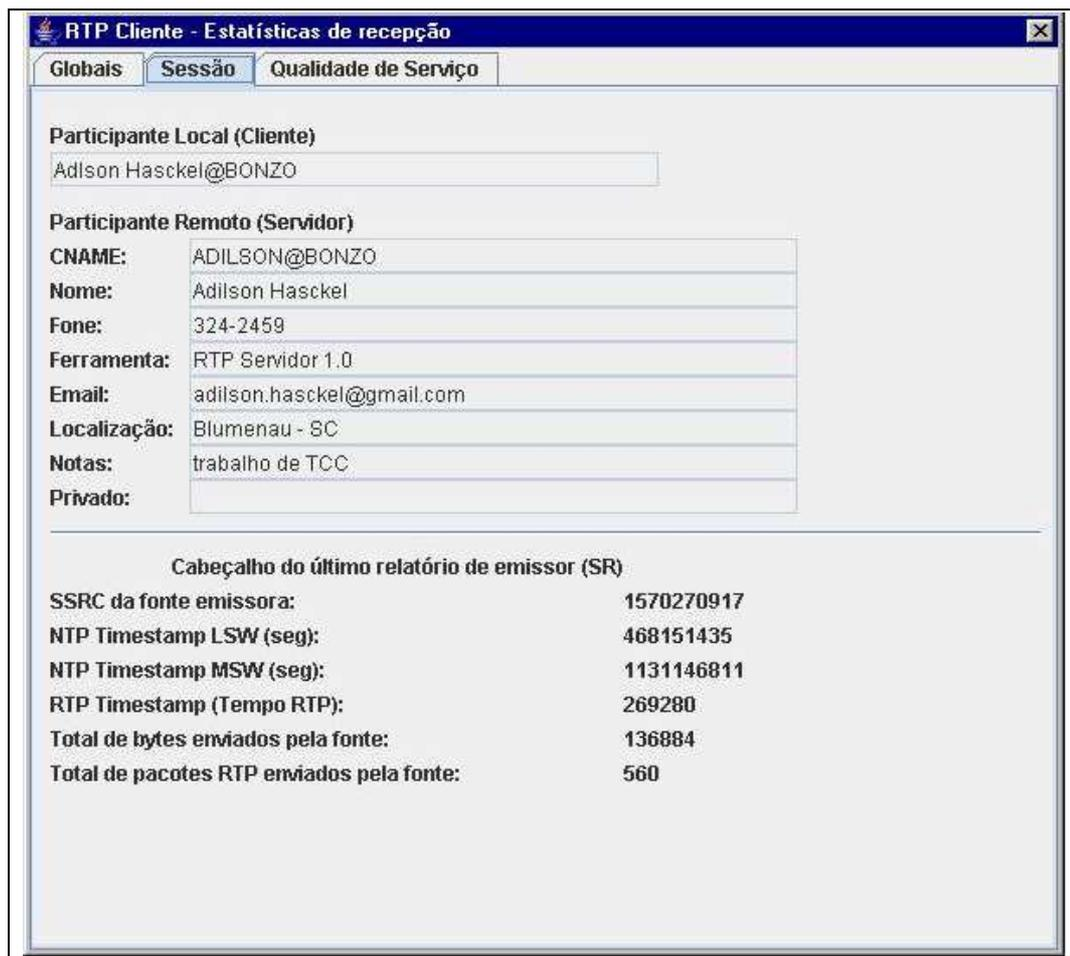 RTP Cliente - Estatísticas de recepção
Globais Sessão Qualidade de Serviço
Participante Local (Cliente)
Adlson Hasckel@BONZO
Participante Remoto (Servidor)
CNAME: ADILSON@BONZO
Nome: Adilson Hasckel
Fone: 324-2459
Ferramenta: RTP Servidor 1.0
Email: adilson.hasckel@gmail.com
Localização: Blumenau - SC
Notas: trabalho de TCC
Privado:
Cabeçalho do último relatório de emissor (SR)
SSRC da fonte emissora: 1570270917
NTP Timestamp LSW (seg): 468151435
NTP Timestamp MSW (seg): 1131146811
RTP Timestamp (Tempo RTP): 269280
Total de bytes enviados pela fonte: 136884
Total de pacotes RTP enviados pela fonte: 560